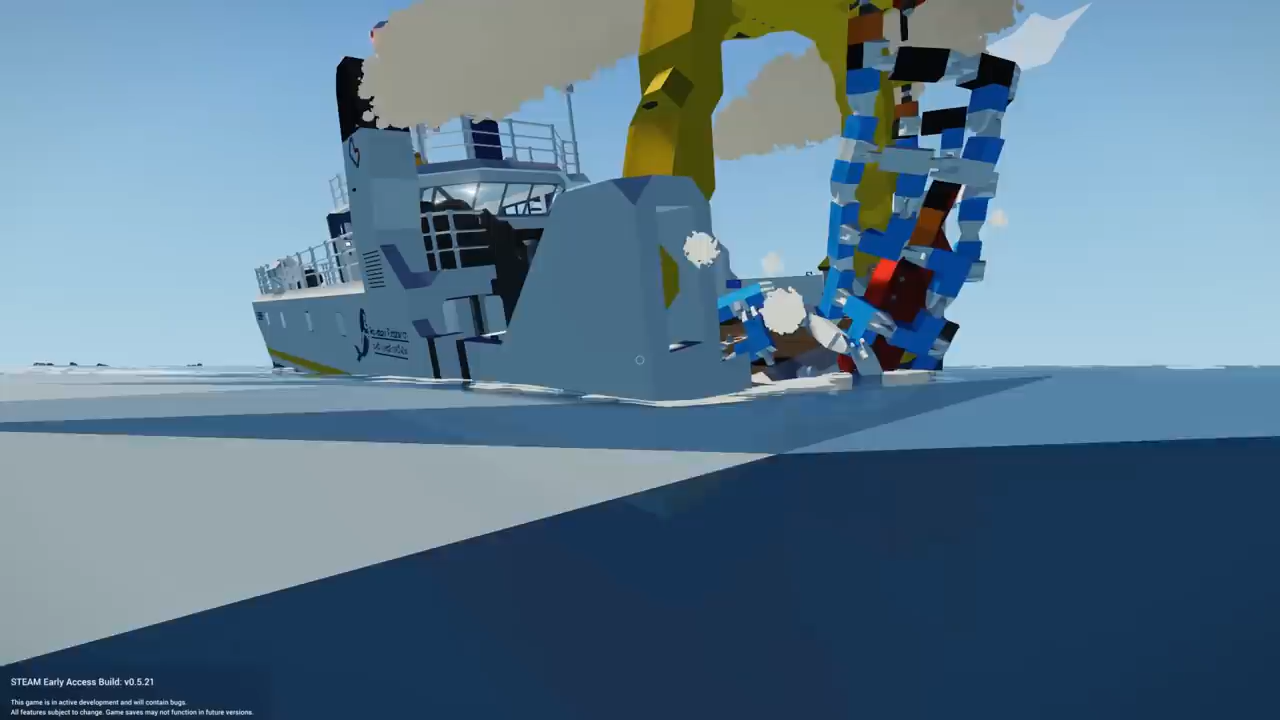 STEAM Early Access Build: v0.5.21
This game is in active development and will contain bugs.
All features subject to change. Game saves may not function in future versions.